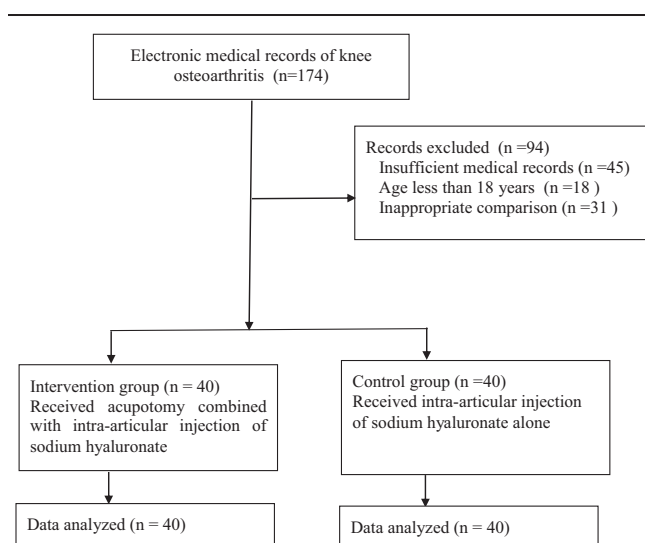 Electronic medical records of knee
osteoarthritis (n=174)
Records excluded (n =94)
Insufficient medical records (n =45)
Age less than 18 years (n =18 )
Inappropriate comparison (n =31 )
Intervention group (n = 40)
Received acupotomy combined
with intra-articular injection of
sodium hyaluronate
Control group (n =40)
Received intra-articular injection
of sodium hyaluronate alone
Data analyzed (n = 40)
Data analyzed (n = 40)